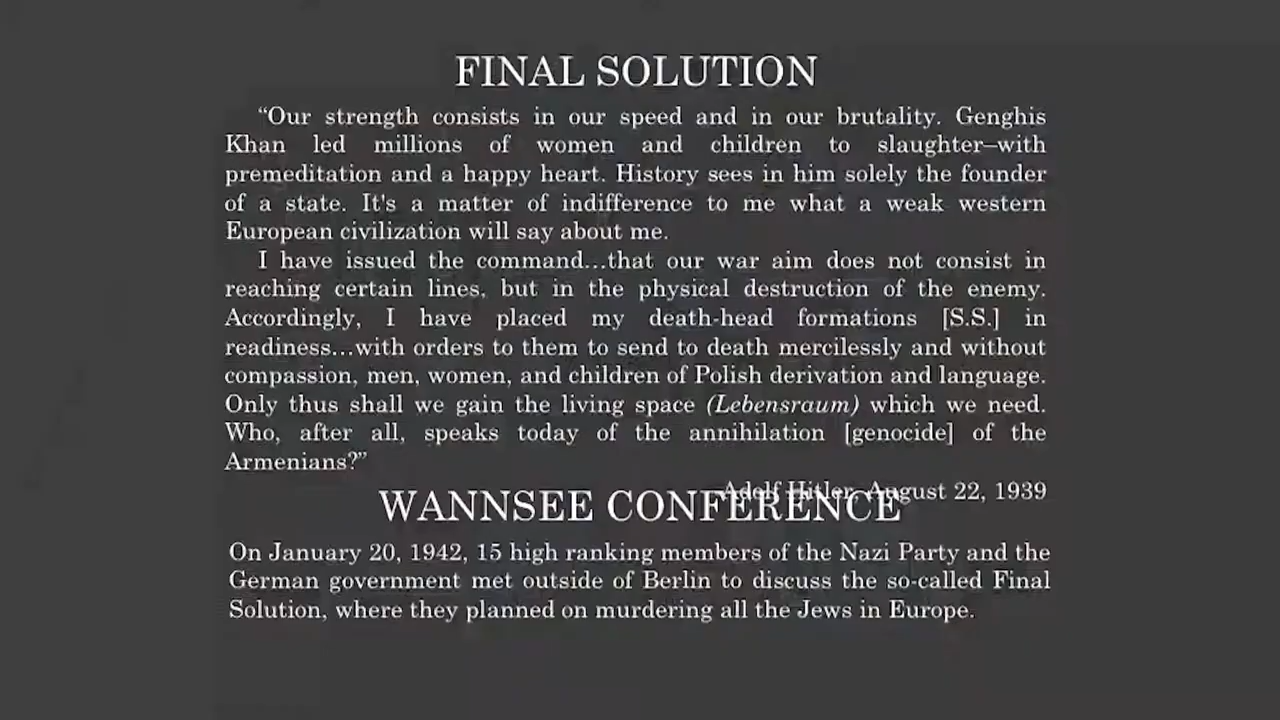 FINAL SOLUTION
“Our strength consists in our speed and in our brutality. Genghis
Khan led millions of women and children to slaughter–with
premeditation and a happy heart. History sees in him solely the founder
of a state. It's a matter of indifference to me what a weak western
European civilization will say about me.
I have issued the command...that our war aim does not consist in
reaching certain lines, but in the physical destruction of the enemy.
Accordingly, I have placed my death-head formations [S.S.] in
readiness...with orders to them to send to death mercilessly and without
compassion, men, women, and children of Polish derivation and language.
Only thus shall we gain the living space (Lebensraum) which we need.
Who, after all, speaks today of the annihilation [genocide] of the
Armenians?”
Adolf Hitler, August 22, 1939
WANNSEE CONFERENCE
On January 20, 1942, 15 high ranking members of the Nazi Party and the
German government met outside of Berlin to discuss the so-called Final
Solution, where they planned on murdering all the Jews in Europe.